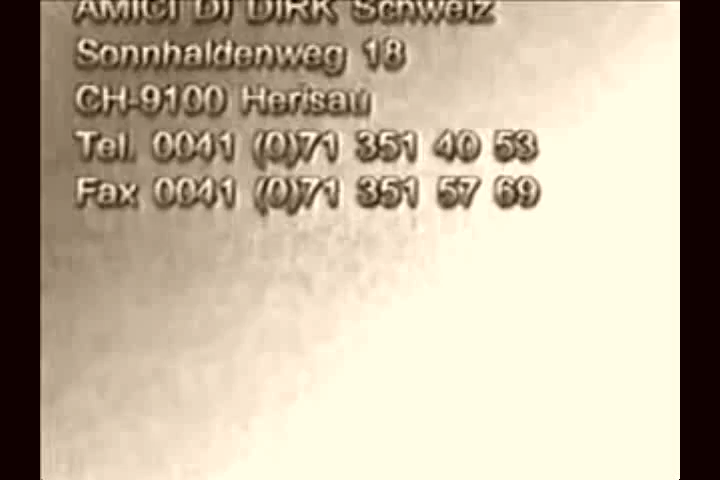 AMICI DI DIRK Schweiz
Sonnhaldenweg 18
CH-9100 Herisau
Tel. 0041 (0)71 351 40 53
Fax 0041 (0)71 351 57 69